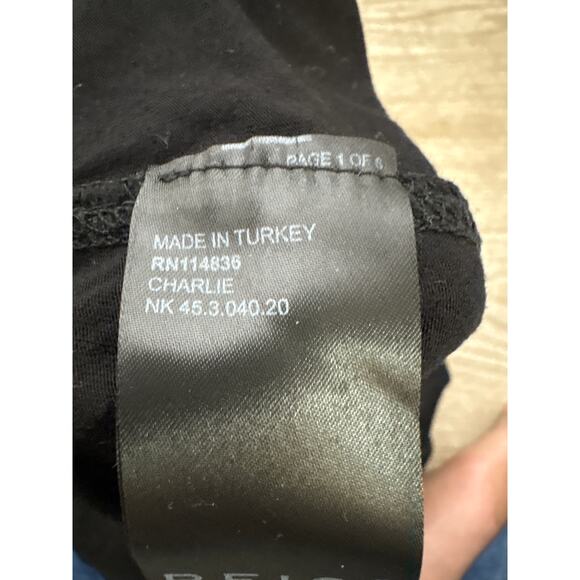 PAGE 1 OF 6
MADE IN TURKEY
RN114836
CHARLIE
NK 45.3.040.20